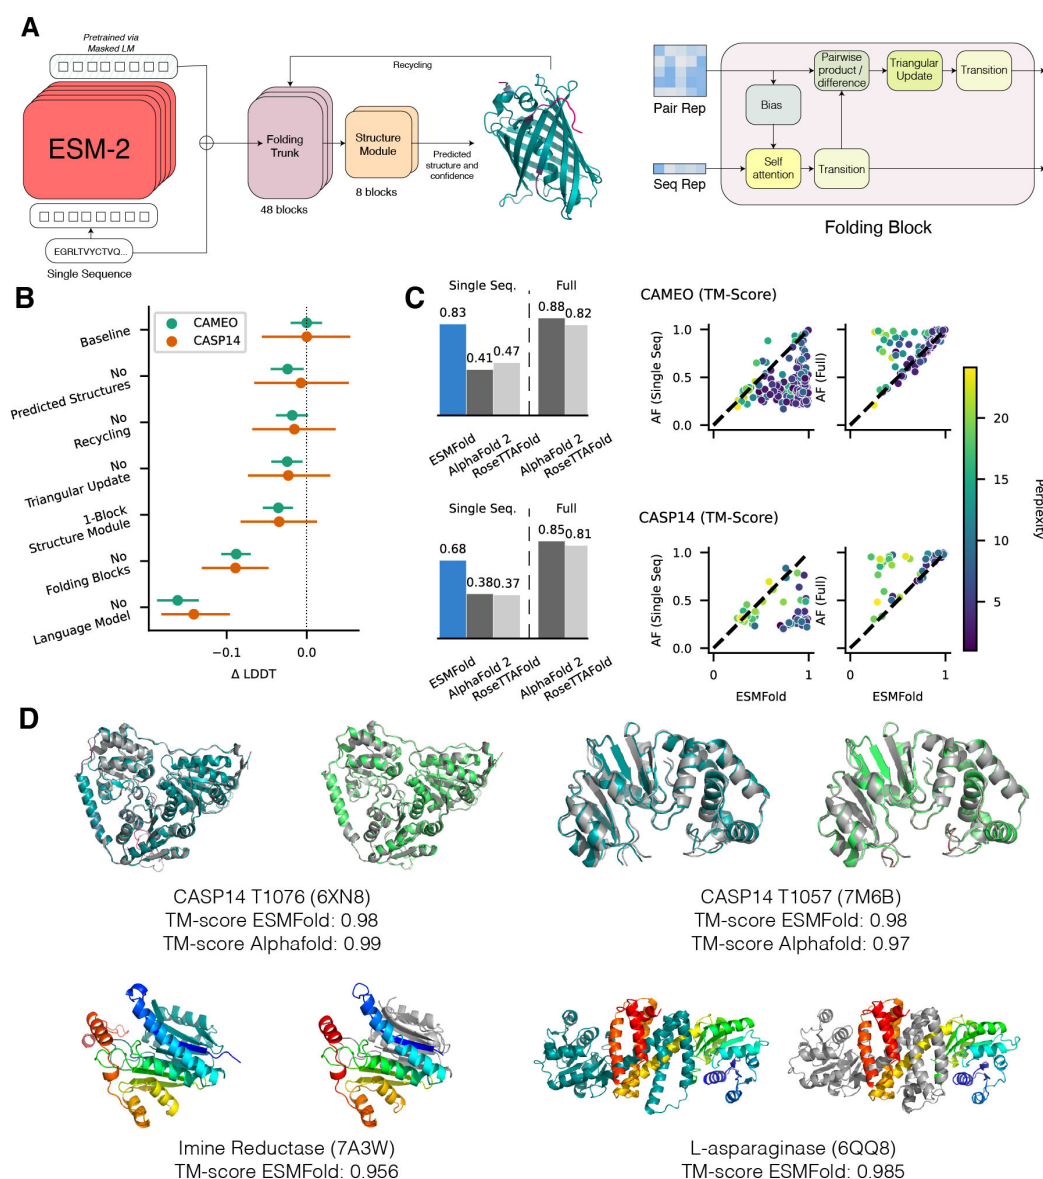 A
Pretrained via
Masked LM
ESM-2
EGRLTVYCTVQ...
Single Sequence
Recycling
Folding
Trunk
48 blocks
Structure
Module
8 blocks
Predicted
structure and
confidence
Pair Rep
Seq Rep
Bias
Self
attention
Pairwise
product /
difference
Transition
Triangular
Update
Transition
Folding Block
B
CAMEO
CASP14
Baseline
No
Predicted Structures
No
Recycling
No
Triangular Update
1-Block
Structure Module
No
Folding Blocks
No
Language Model
−0.1
0.0
Δ LDDT
C
Single Seq.
Full
0.83
0.41
0.47
0.88
0.82
ESMFold
AlphaFold 2
RoseTTAFold
AlphaFold 2
RoseTTAFold
Single Seq.
Full
0.68
0.38
0.37
0.85
0.81
ESMFold
AlphaFold 2
RoseTTAFold
AlphaFold 2
RoseTTAFold
CAMEO (TM-Score)
AF (Single Seq)
1.0
0.5
0.0
AF (Full)
CASP14 (TM-Score)
AF (Single Seq)
1.0
0.5
0.0
0
1
ESMFold
AF (Full)
0
1
ESMFold
20
15
10
5
Perplexity
D
CASP14 T1076 (6XN8)
TM-score ESMFold: 0.98
TM-score Alphafold: 0.99
CASP14 T1057 (7M6B)
TM-score ESMFold: 0.98
TM-score Alphafold: 0.97
Imine Reductase (7A3W)
TM-score ESMFold: 0.956
L-asparaginase (6QQ8)
TM-score ESMFold: 0.985